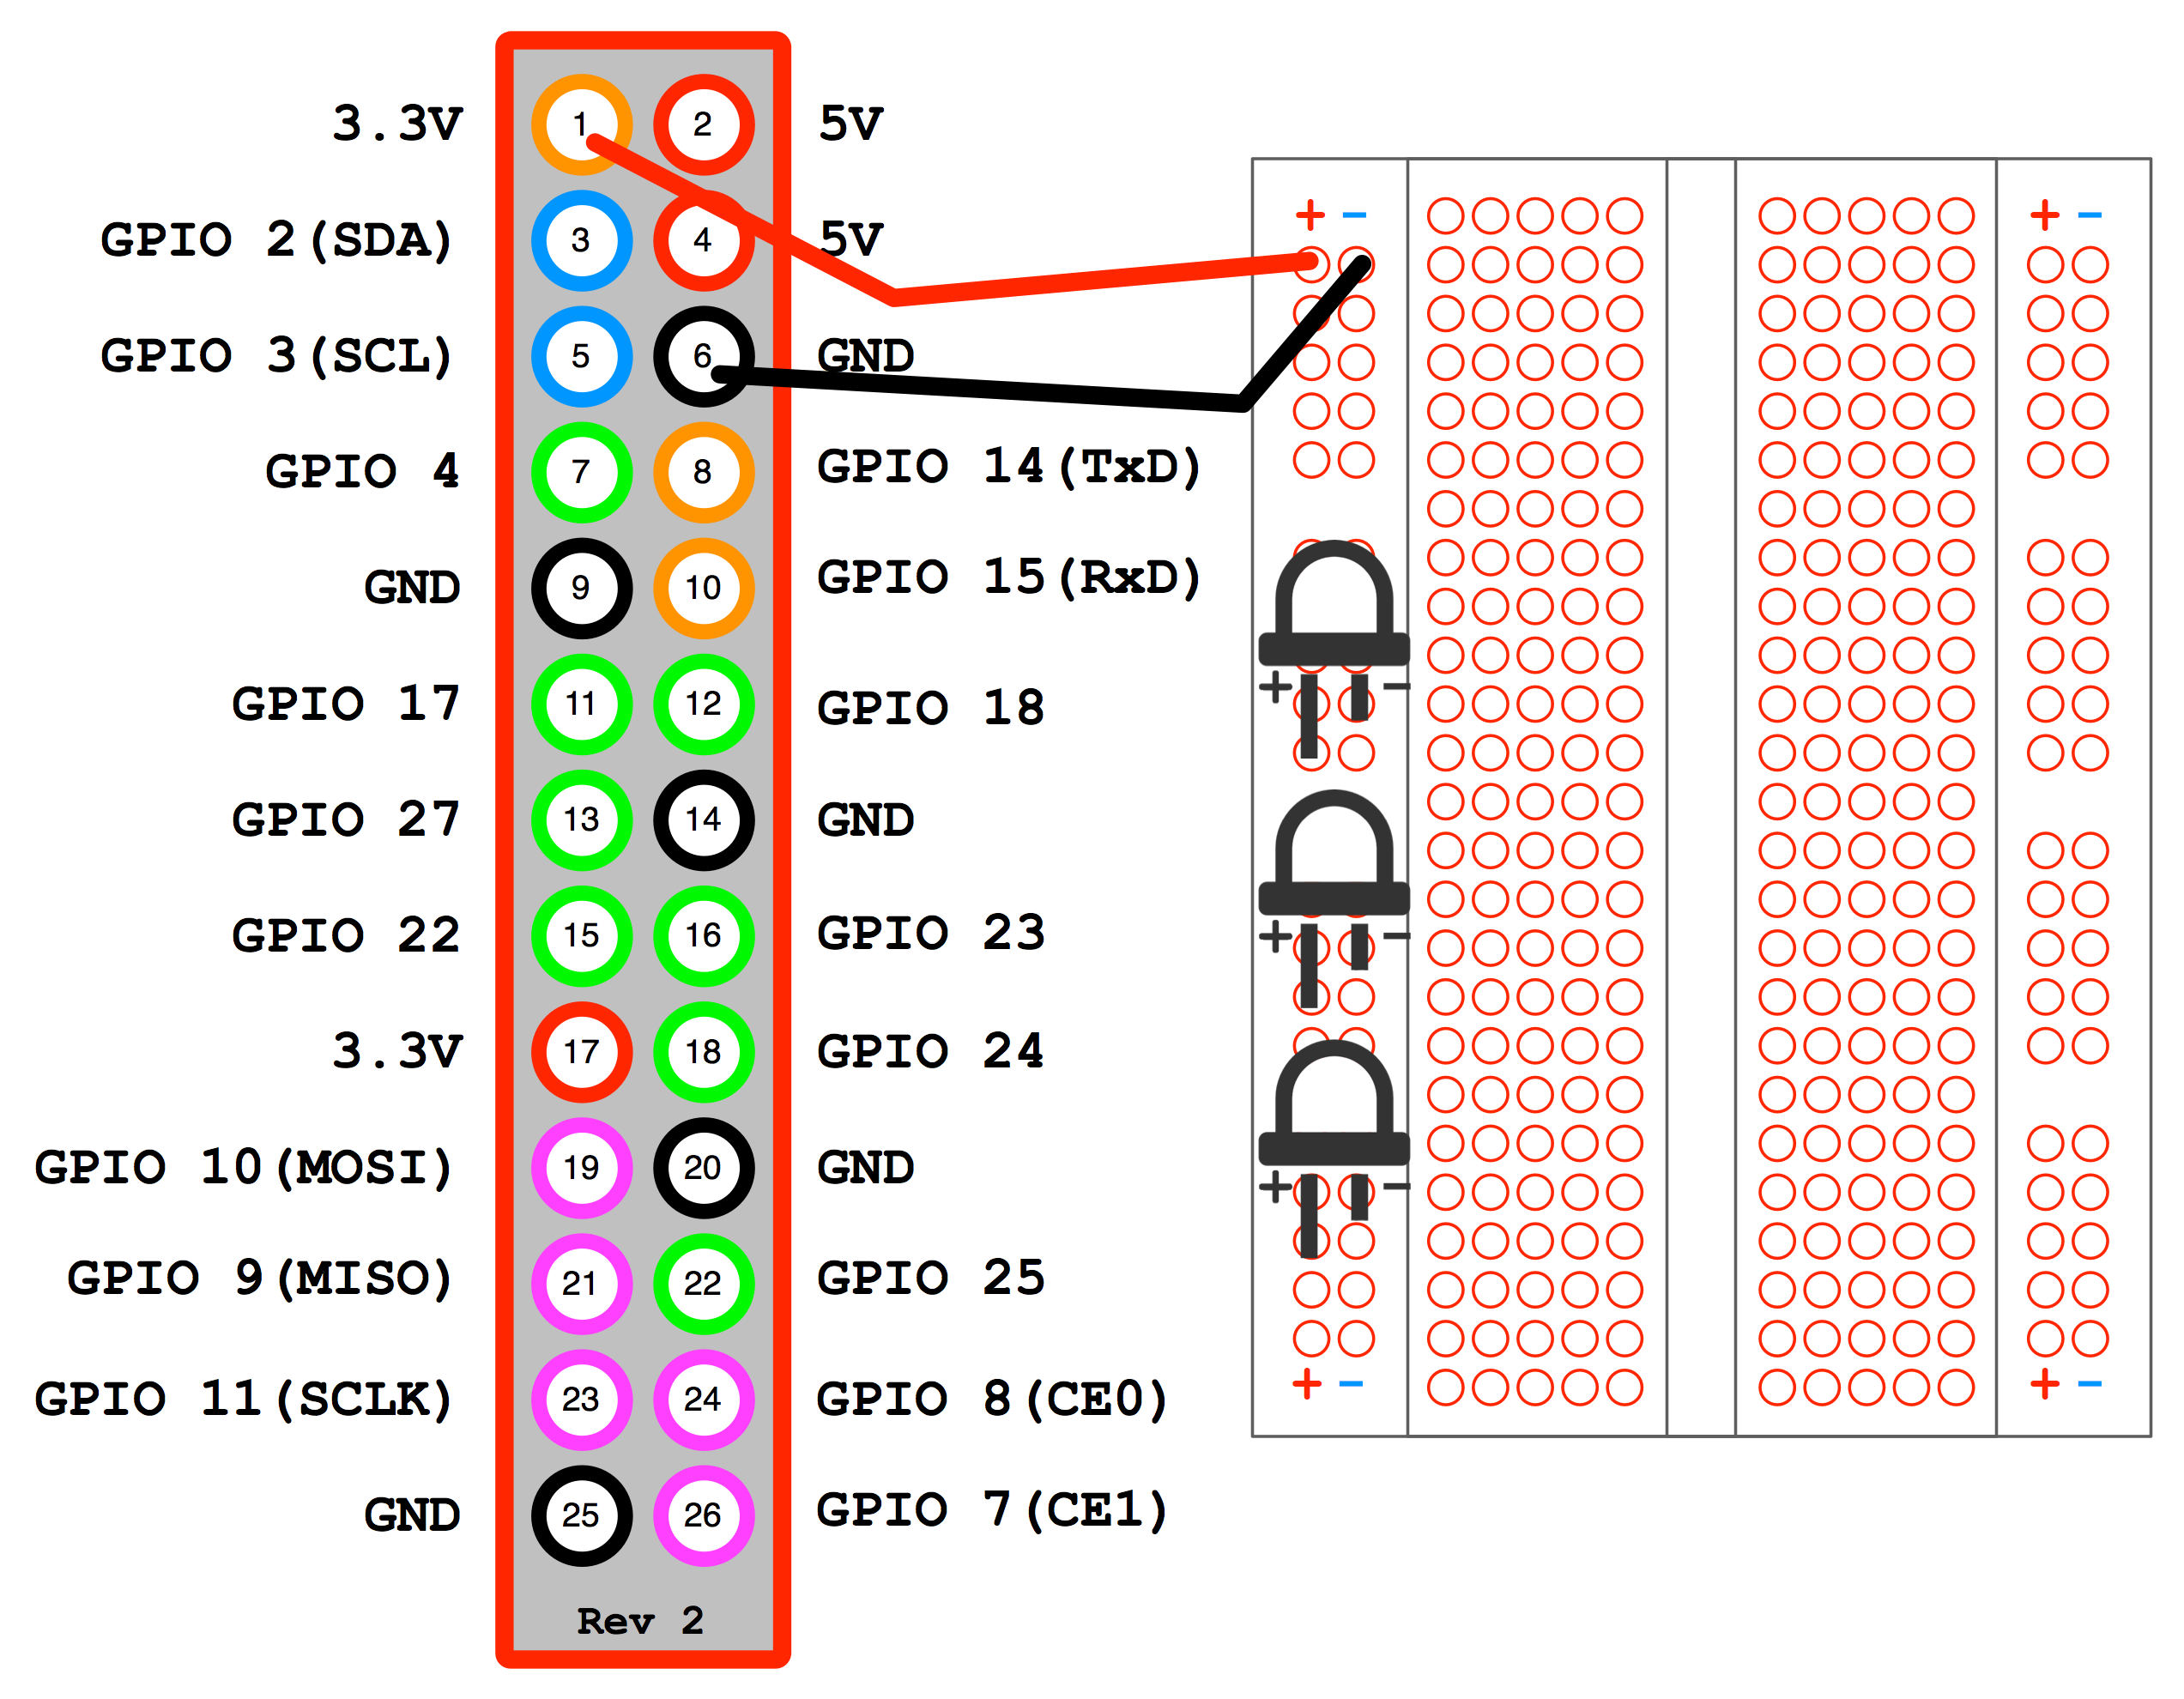 3.3V 1 2 5V
+ - + -
GPIO 2(SDA) 3 4 5V
GPIO 3(SCL) 5 6 GND
GPIO 4 7 8 GPIO 14(TxD)
GND 9 10 GPIO 15(RxD)
+ -
GPIO 17 11 12 GPIO 18
GPIO 27 13 14 GND
GPIO 22 15 16 GPIO 23
+ -
3.3V 17 18 GPIO 24
GPIO 10(MOSI) 19 20 GND
+ -
GPIO 9(MISO) 21 22 GPIO 25
GPIO 11(SCLK) 23 24 GPIO 8(CE0)
+ - + -
GND 25 26 GPIO 7(CE1)
Rev 2